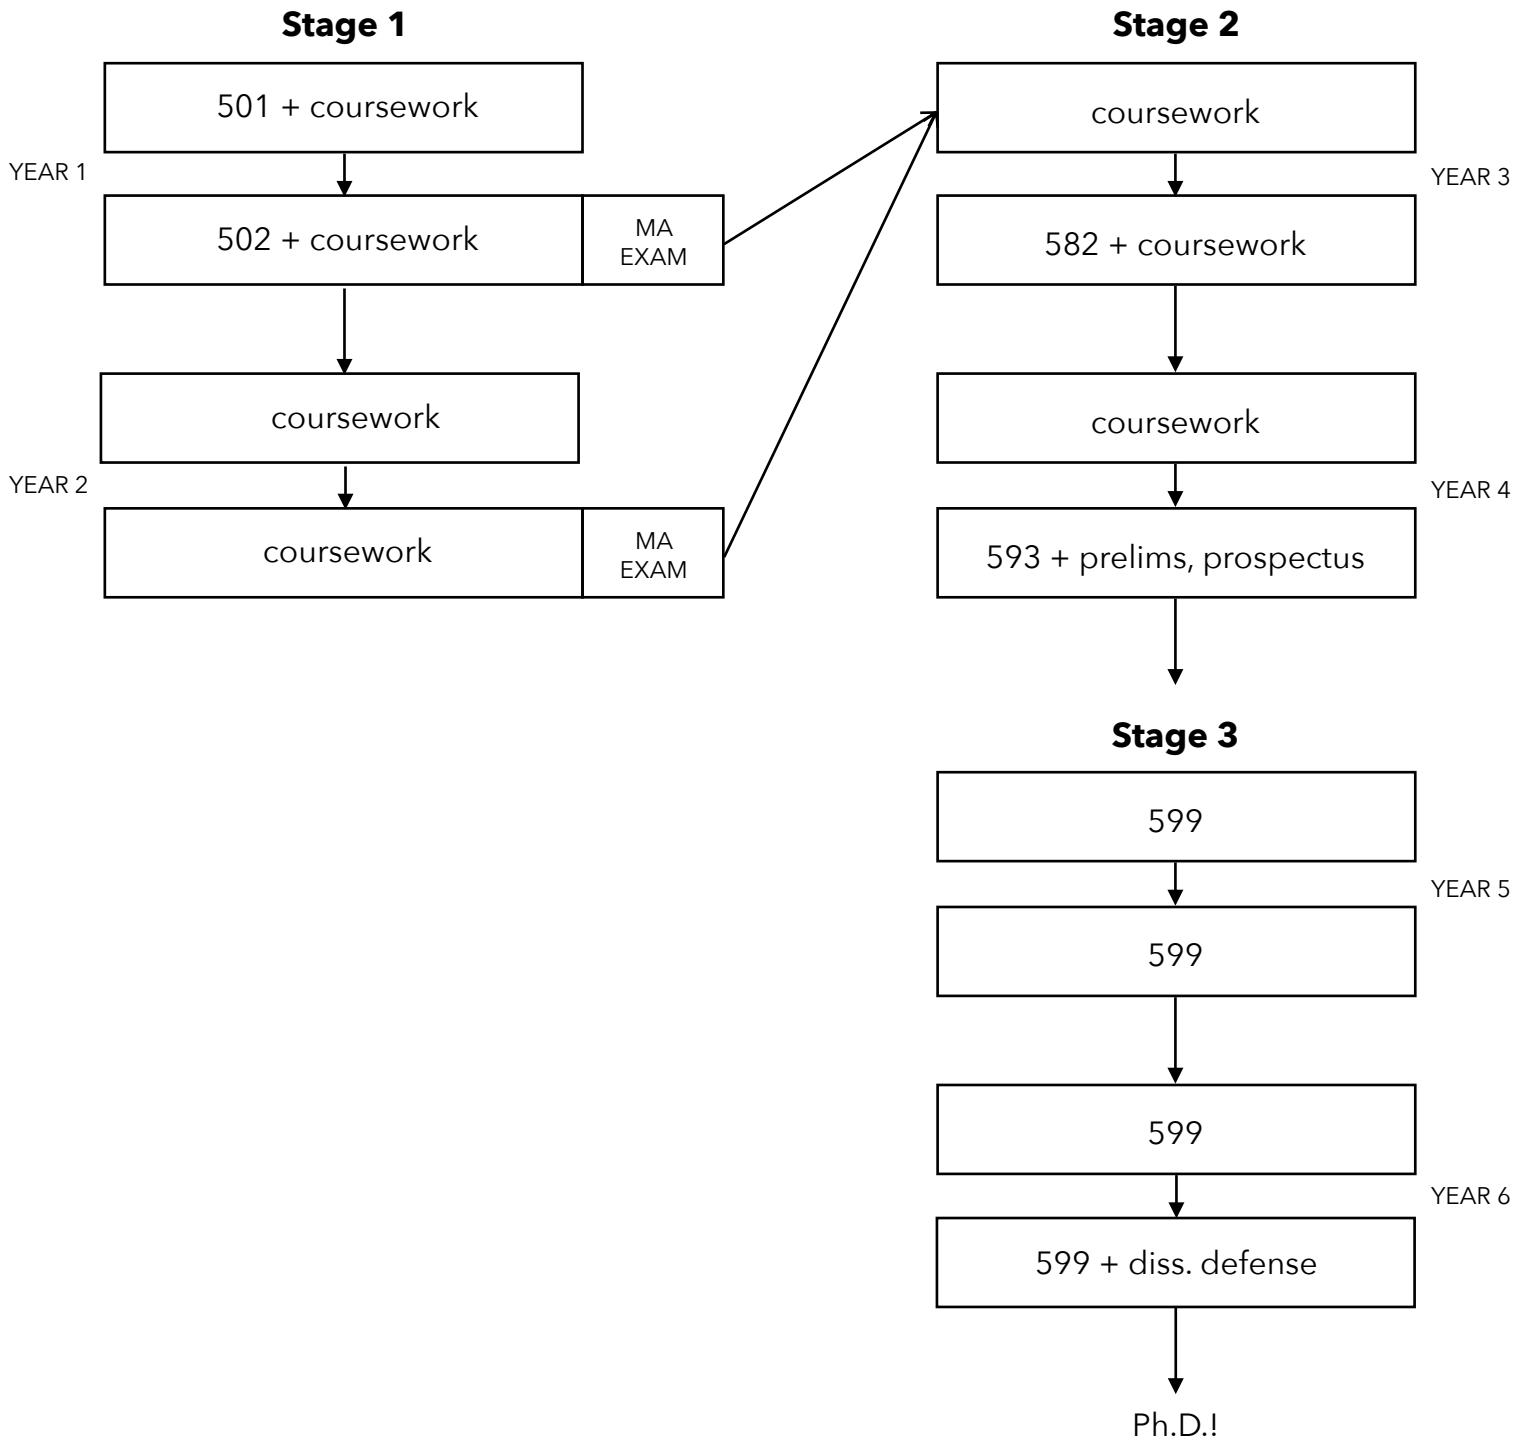 Stage 1
501 + coursework
YEAR 1
502 + coursework
MA
EXAM
coursework
YEAR 2
coursework
MA
EXAM
Stage 2
coursework
YEAR 3
582 + coursework
coursework
YEAR 4
593 + prelims, prospectus
Stage 3
599
YEAR 5
599
599
YEAR 6
599 + diss. defense
Ph.D.!